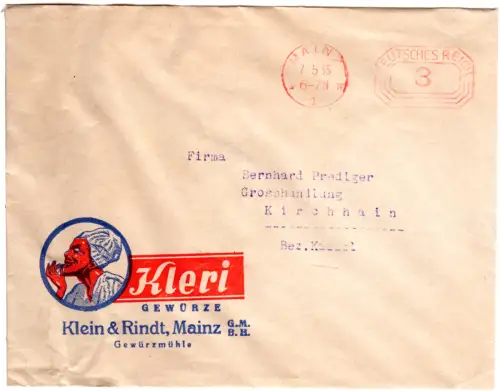 MAINZ
7.5.35
6-7N
1
DEUTSCHES REICH
3
Firma
Bernhard Prediger
Grosshandlung
Kirchhain
Bez.Kassel
Kleri
GEWÜRZE
Klein & Rindt, Mainz G.M.B.H.
Gewürzmühle